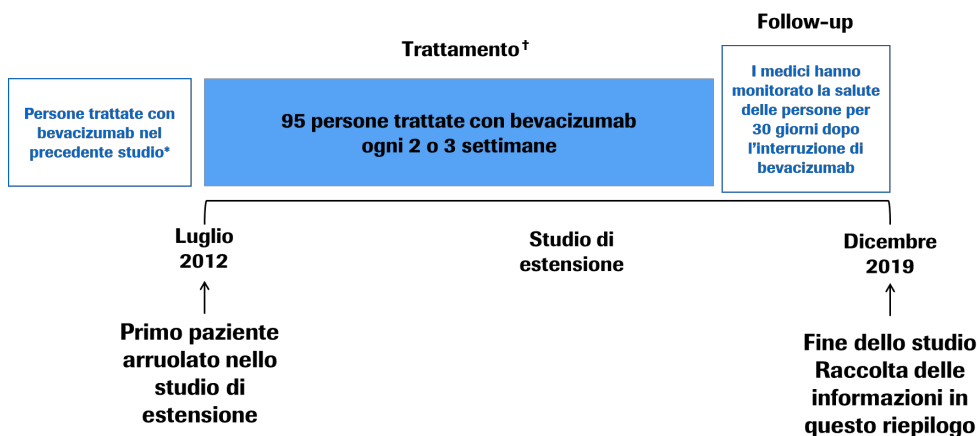 Follow-up
Trattamento†
Persone trattate con
bevacizumab nel
precedente studio*
95 persone trattate con bevacizumab
ogni 2 o 3 settimane
I medici hanno
monitorato la salute
delle persone per
30 giorni dopo
l'interruzione di
bevacizumab
Luglio
2012
Studio di
estensione
Dicembre
2019
Primo paziente
arruolato nello
studio di
estensione
Fine dello studio
Raccolta delle
informazioni in
questo riepilogo